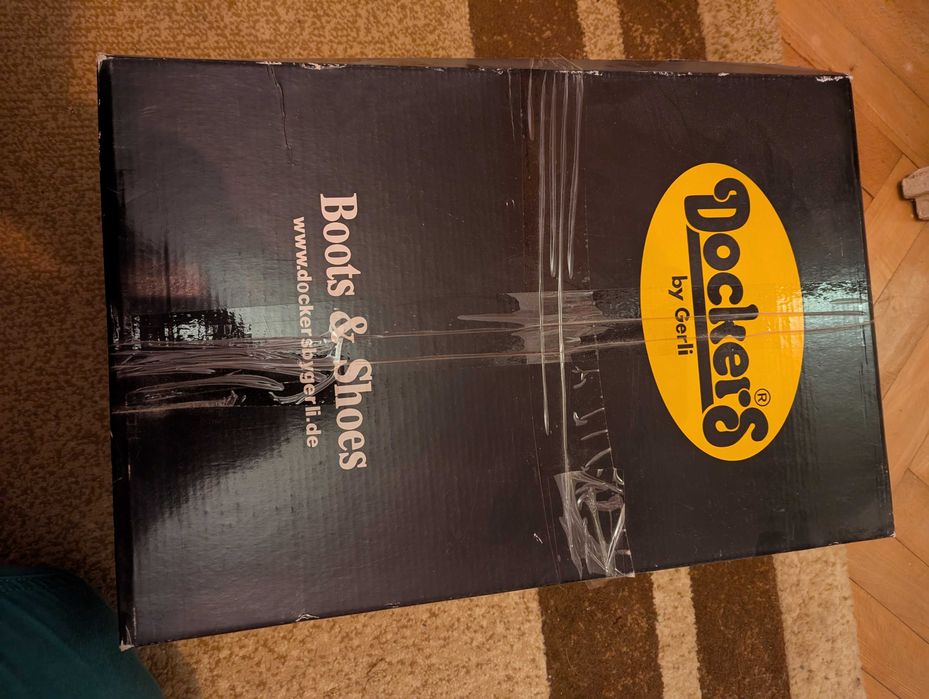 Dockers®
by Gerli
Boots & Shoes
www.dockersbygerli.de